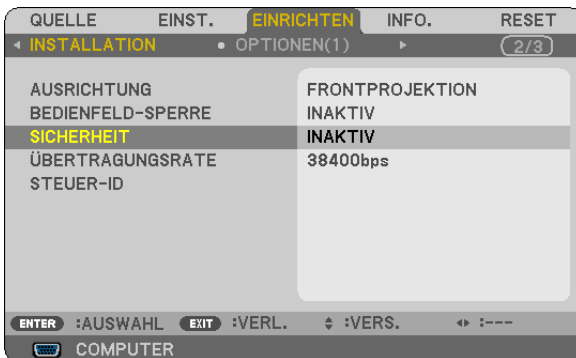 QUELLE EINST. EINRICHTEN INFO. RESET
INSTALLATION • OPTIONEN(1) 2/3
AUSRICHTUNG FRONTPROJEKTION
BEDIENFELD-SPERRE INAKTIV
SICHERHEIT INAKTIV
ÜBERTRAGUNGSRATE 38400bps
STEUER-ID
ENTER :AUSWAHL EXIT :VERL. :VERS. :---
COMPUTER